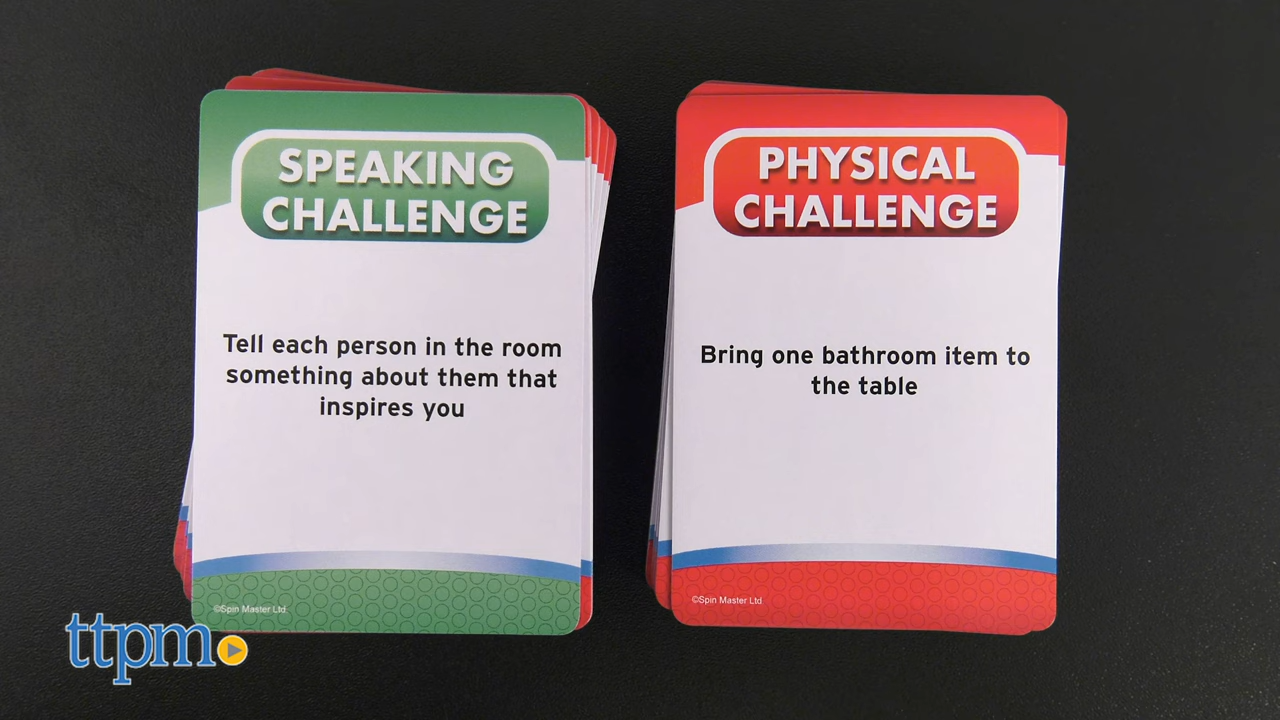 SPEAKING
CHALLENGE
Tell each person in the room
something about them that
inspires you
©Spin Master Ltd
PHYSICAL
CHALLENGE
Bring one bathroom item to
the table
©Spin Master Ltd
ttpm